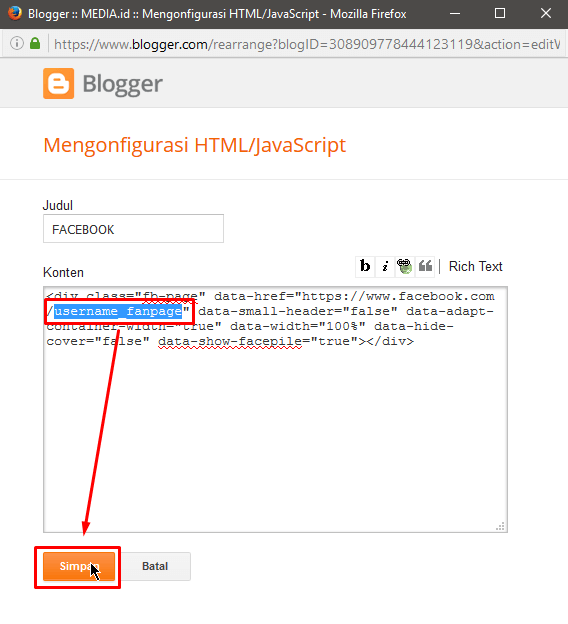 Blogger :: MEDIA.id :: Mengonfigurasi HTML/JavaScript - Mozilla Firefox
https://www.blogger.com/rearrange?blogID=308909778444123119&action=editW
Blogger
Mengonfigurasi HTML/JavaScript
Judul
FACEBOOK
Konten
b i Rich Text
<div class="fb-page" data-href="https://www.facebook.com
/username_fanpage" data-small-header="false" data-adapt-
container-width="true" data-width="100%" data-hide-
cover="false" data-show-facepile="true"></div>
Simpan Batal